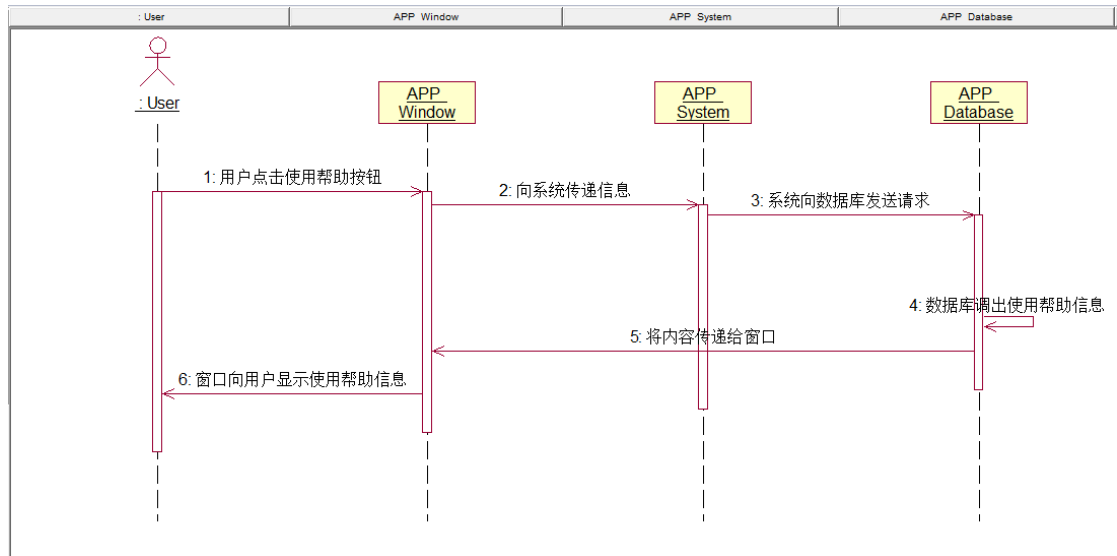 : User
APP Window
APP System
APP Database
: User
APP
Window
APP
System
APP
Database
1: 用户点击使用帮助按钮
2: 向系统传递信息
3: 系统向数据库发送请求
4: 数据库调出使用帮助信息
5: 将内容传递给窗口
6: 窗口向用户显示使用帮助信息